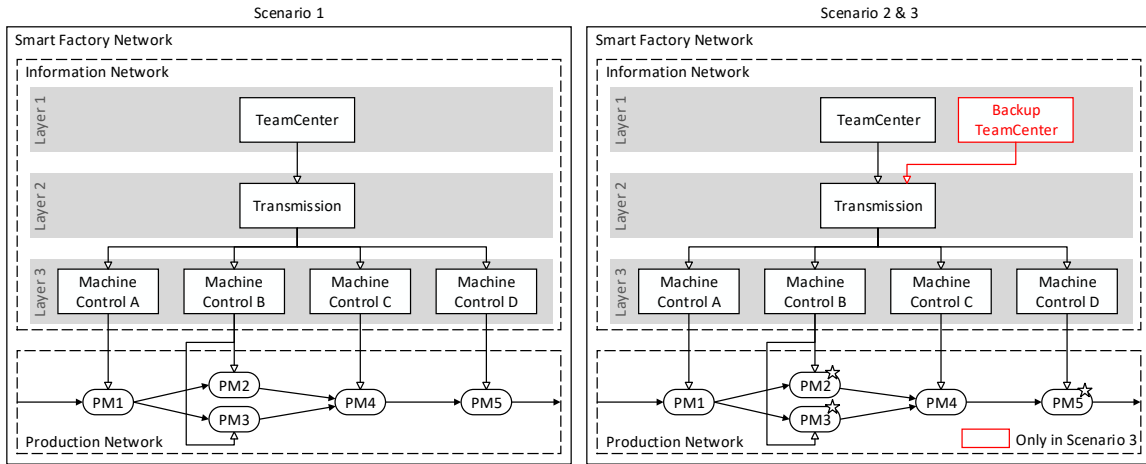 Scenario 1
Smart Factory Network
Information Network
Layer 1
TeamCenter
Layer 2
Transmission
Layer 3
Machine
Control A
Machine
Control B
Machine
Control C
Machine
Control D
PM1
PM2
PM3
PM4
PM5
Production Network
Scenario 2 & 3
Smart Factory Network
Information Network
Layer 1
TeamCenter
Backup
TeamCenter
Layer 2
Transmission
Layer 3
Machine
Control A
Machine
Control B
Machine
Control C
Machine
Control D
PM1
PM2
PM3
PM4
PM5
Production Network
Only in Scenario 3